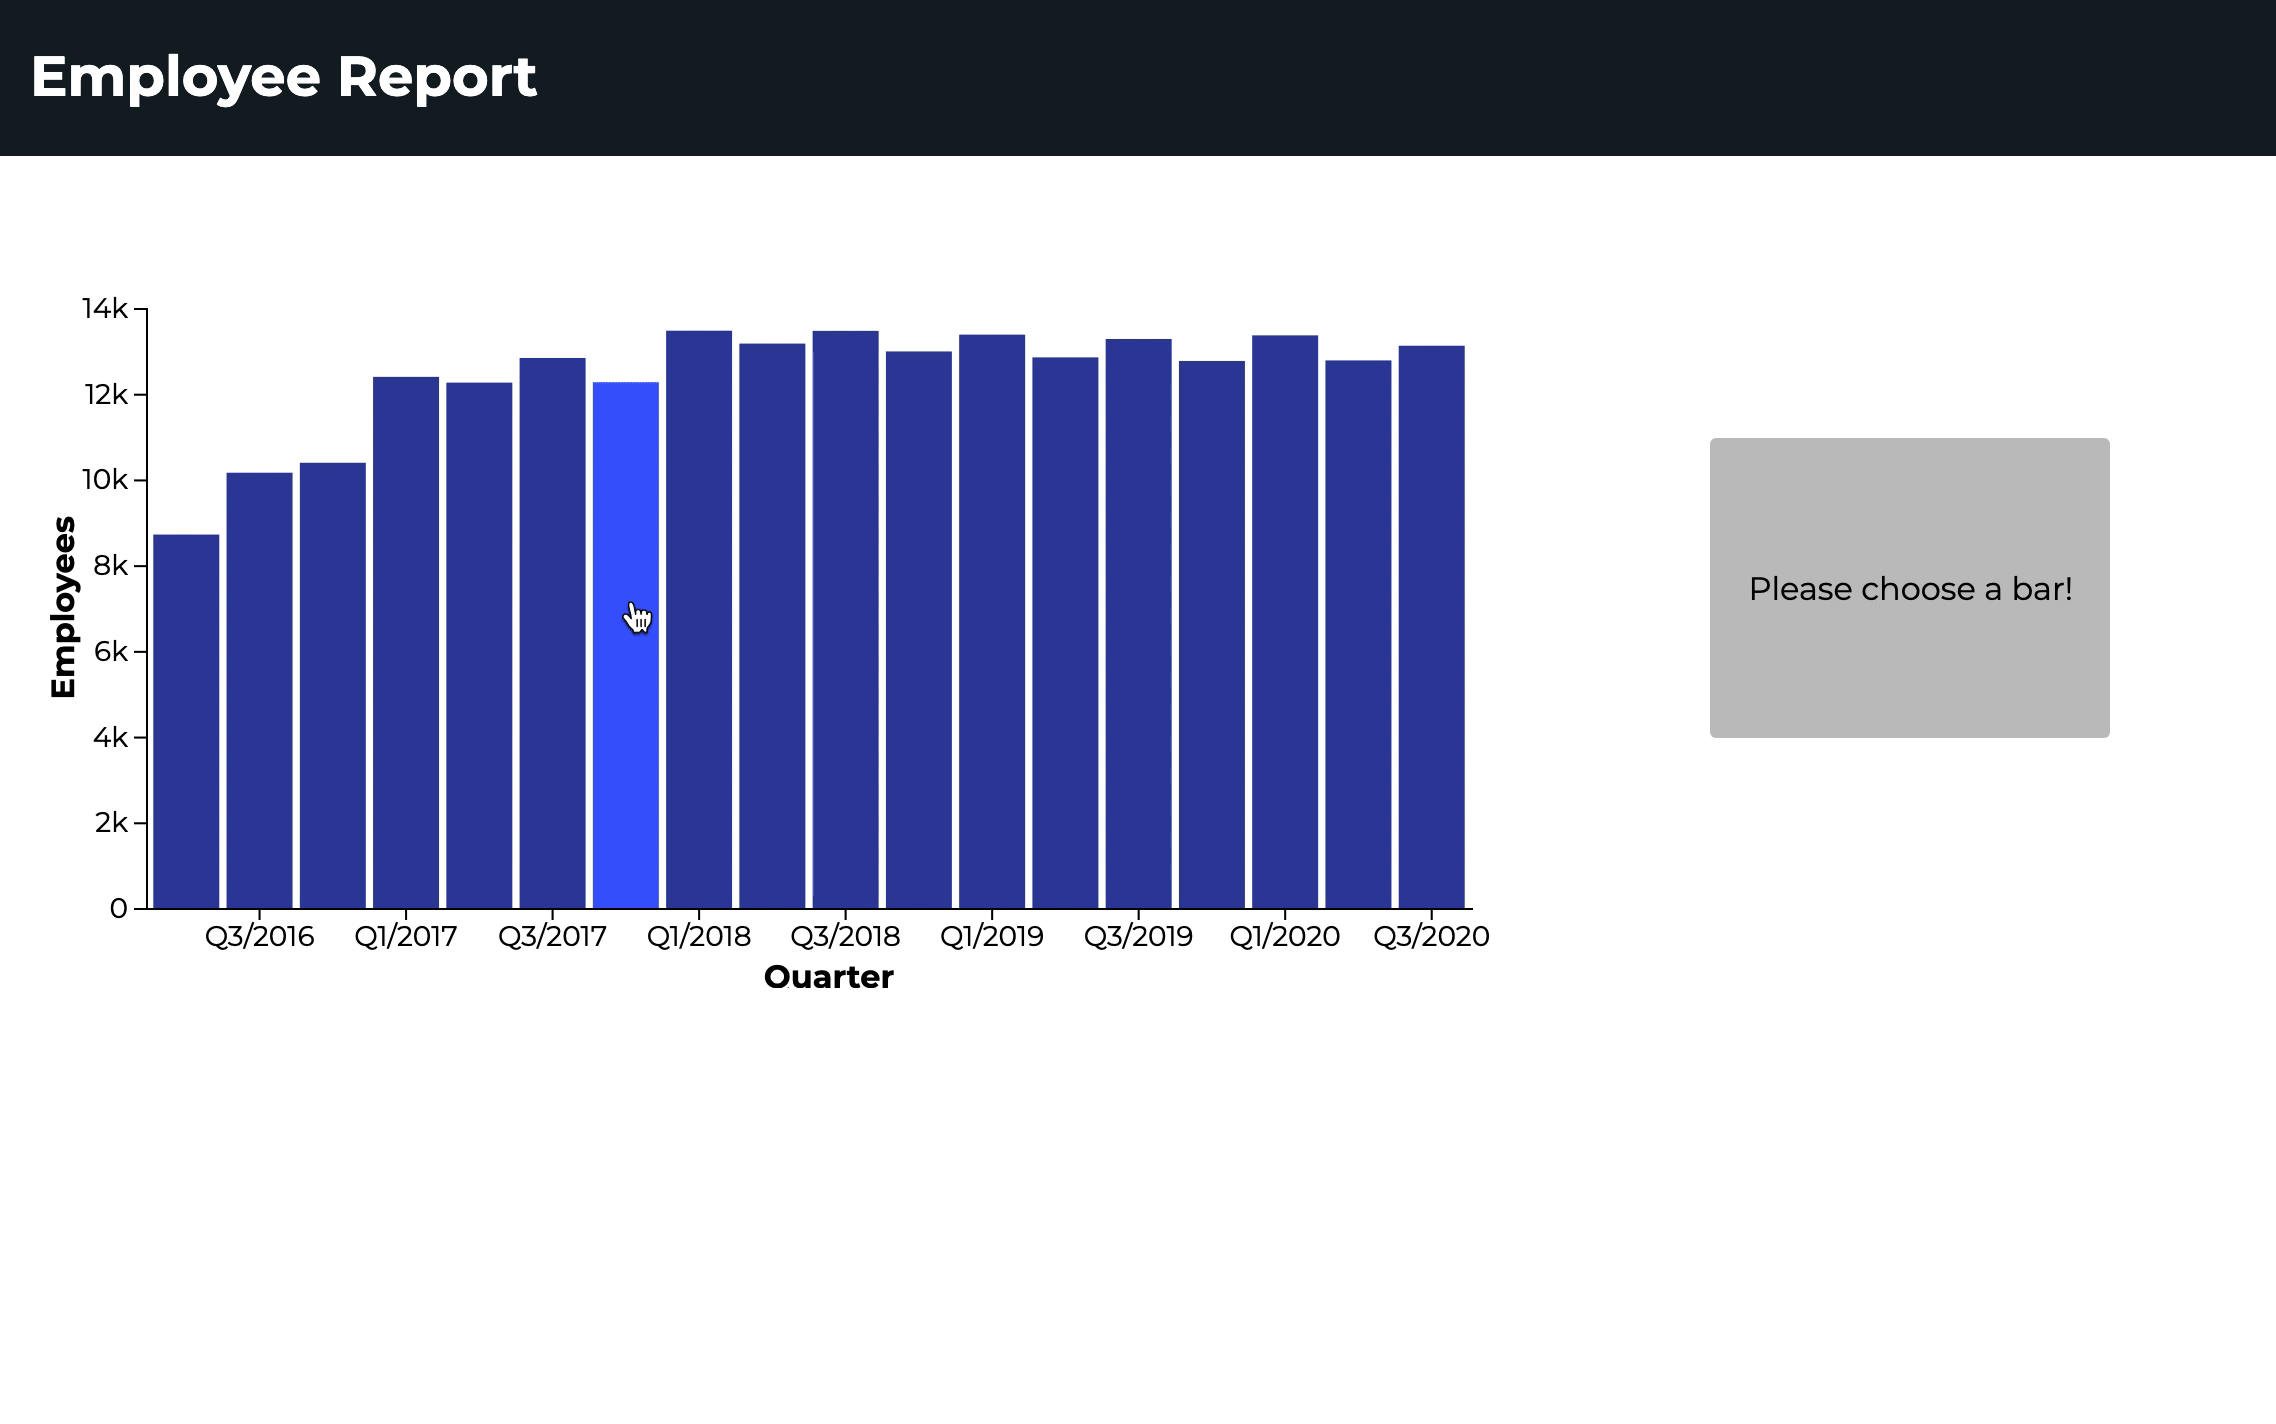 Employee Report
14k
12k
10k
8k
6k
4k
2k
0
Employees
Q3/2016 Q1/2017 Q3/2017 Q1/2018 Q3/2018 Q1/2019 Q3/2019 Q1/2020 Q3/2020
Quarter
Please choose a bar!